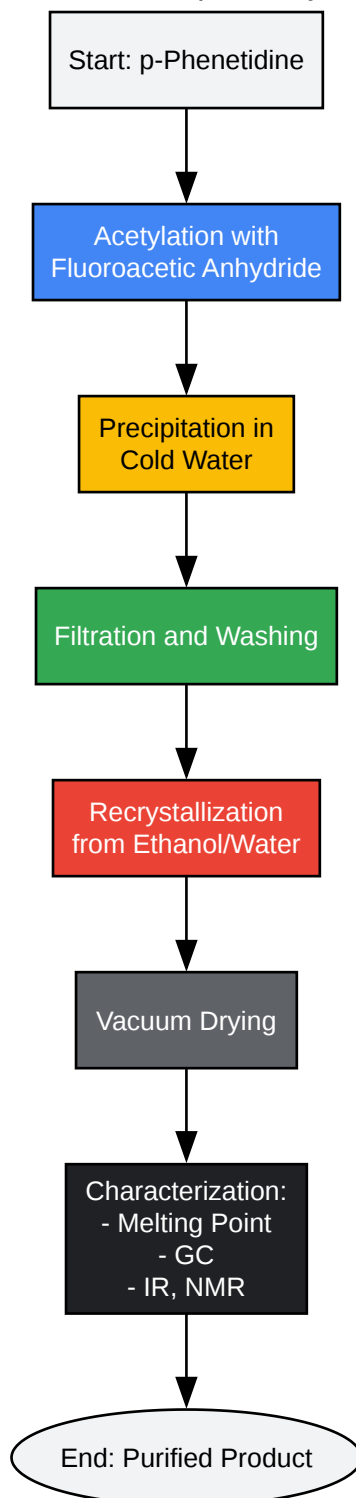 Start: p-Phenetidine
Acetylation with
Fluoroacetic Anhydride
Precipitation in
Cold Water
Filtration and Washing
Recrystallization
from Ethanol/Water
Vacuum Drying
Characterization:
- Melting Point
- GC
- IR, NMR
End: Purified Product